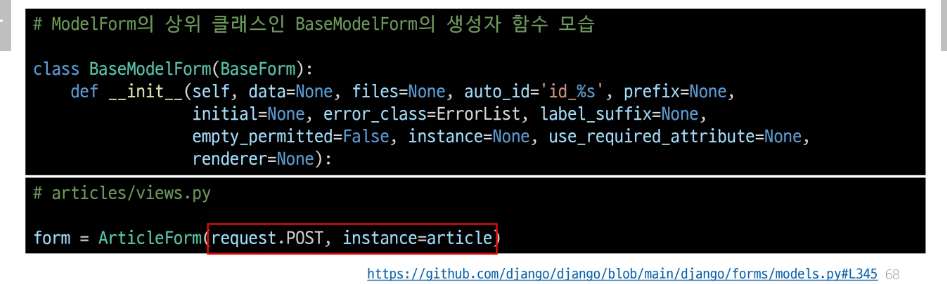 # ModelForm의 상위 클래스인 BaseModelForm의 생성자 함수 모습
class BaseModelForm(BaseForm):
def __init__(self, data=None, files=None, auto_id='id_%s', prefix=None,
initial=None, error_class=ErrorList, label_suffix=None,
empty_permitted=False, instance=None, use_required_attribute=None,
renderer=None):
# articles/views.py
form = ArticleForm(request.POST, instance=article)
https://github.com/django/django/blob/main/django/forms/models.py#L345 68